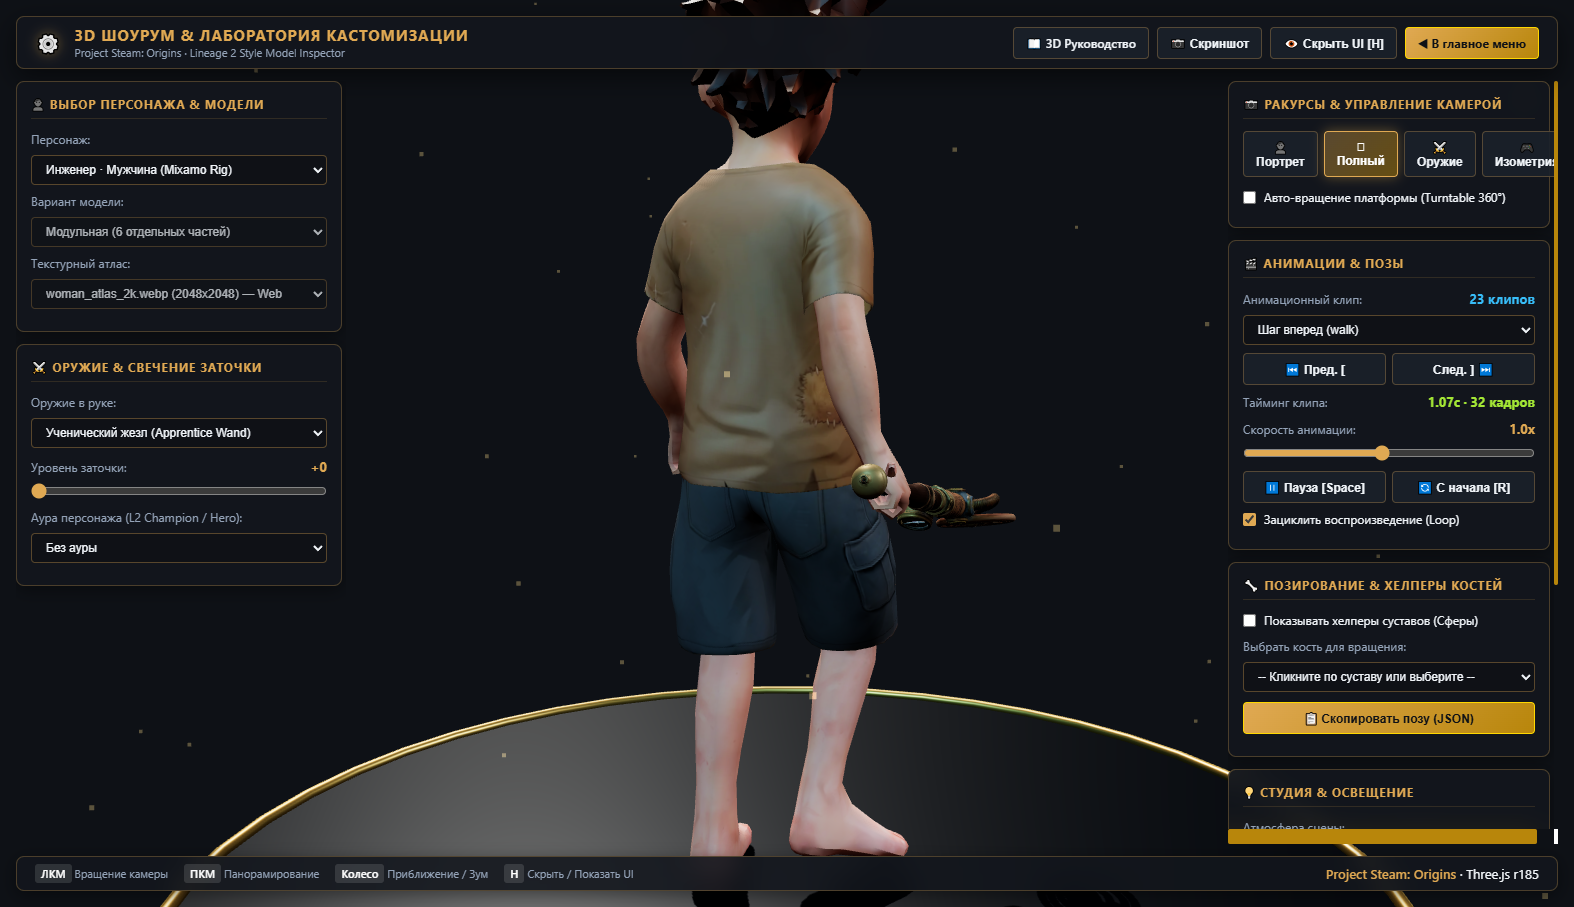 3D ШОУРУМ & ЛАБОРАТОРИЯ КАСТОМИЗАЦИИ
Project Steam: Origins · Lineage 2 Style Model Inspector
3D Руководство
Скриншот
Скрыть UI [H]
В главное меню
ВЫБОР ПЕРСОНАЖА & МОДЕЛИ
Персонаж:
Инженер - Мужчина (Mixamo Rig)
Вариант модели:
Модульная (6 отдельных частей)
Текстурный атлас:
woman_atlas_2k.webp (2048x2048) — Web
ОРУЖИЕ & СВЕЧЕНИЕ ЗАТОЧКИ
Оружие в руке:
Ученический жезл (Apprentice Wand)
Уровень заточки:
+0
Аура персонажа (L2 Champion / Hero):
Без ауры
РАКУРСЫ & УПРАВЛЕНИЕ КАМЕРОЙ
Портрет
Полный
Оружие
Изометрия
Авто-вращение платформы (Turntable 360°)
АНИМАЦИИ & ПОЗЫ
Анимационный клип:
23 клипов
Шаг вперед (walk)
Пред. [
След. ]
Тайминг клипа:
1.07с · 32 кадров
Скорость анимации:
1.0x
Пауза [Space]
С начала [R]
Зациклить воспроизведение (Loop)
ПОЗИРОВАНИЕ & ХЕЛПЕРЫ КОСТЕЙ
Показывать хелперы суставов (Сферы)
Выбрать кость для вращения:
-- Кликните по суставу или выберите --
Скопировать позу (JSON)
СТУДИЯ & ОСВЕЩЕНИЕ
Атмосфера сцены:
ЛКМ Вращение камеры
ПКМ Панорамирование
Колесо Приближение / Зум
H Скрыть / Показать UI
Project Steam: Origins · Three.js r185